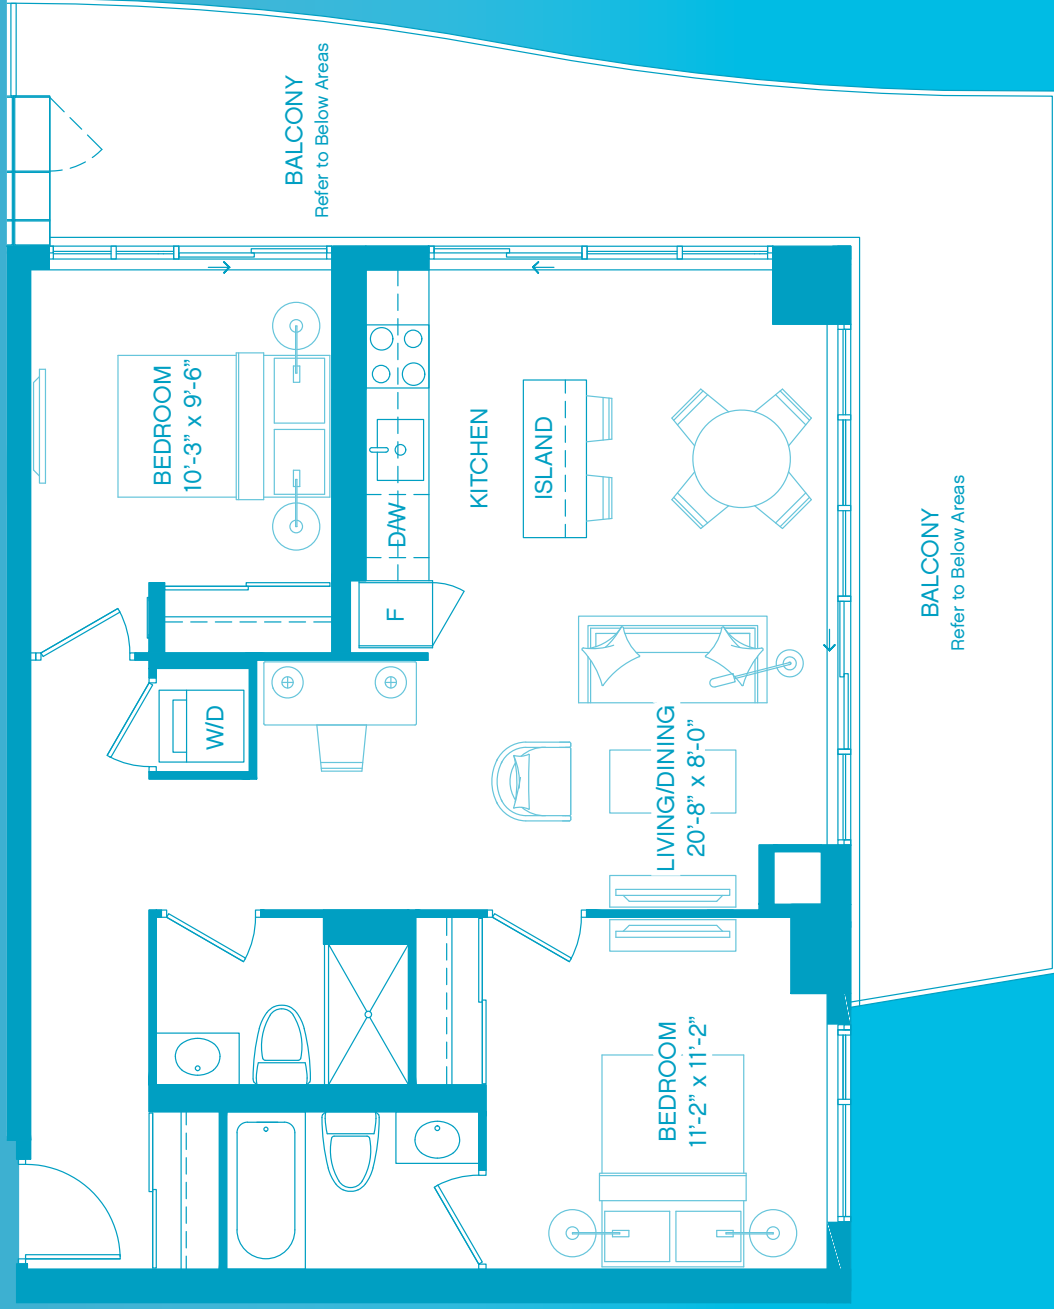 BALCONY
Refer to Below Areas
BEDROOM
10'-3" x 9'-6"
D/W
KITCHEN
ISLAND
F
W/D
LIVING/DINING
20'-8" x 8'-0"
BALCONY
Refer to Below Areas
BEDROOM
11'-2" x 11'-2"